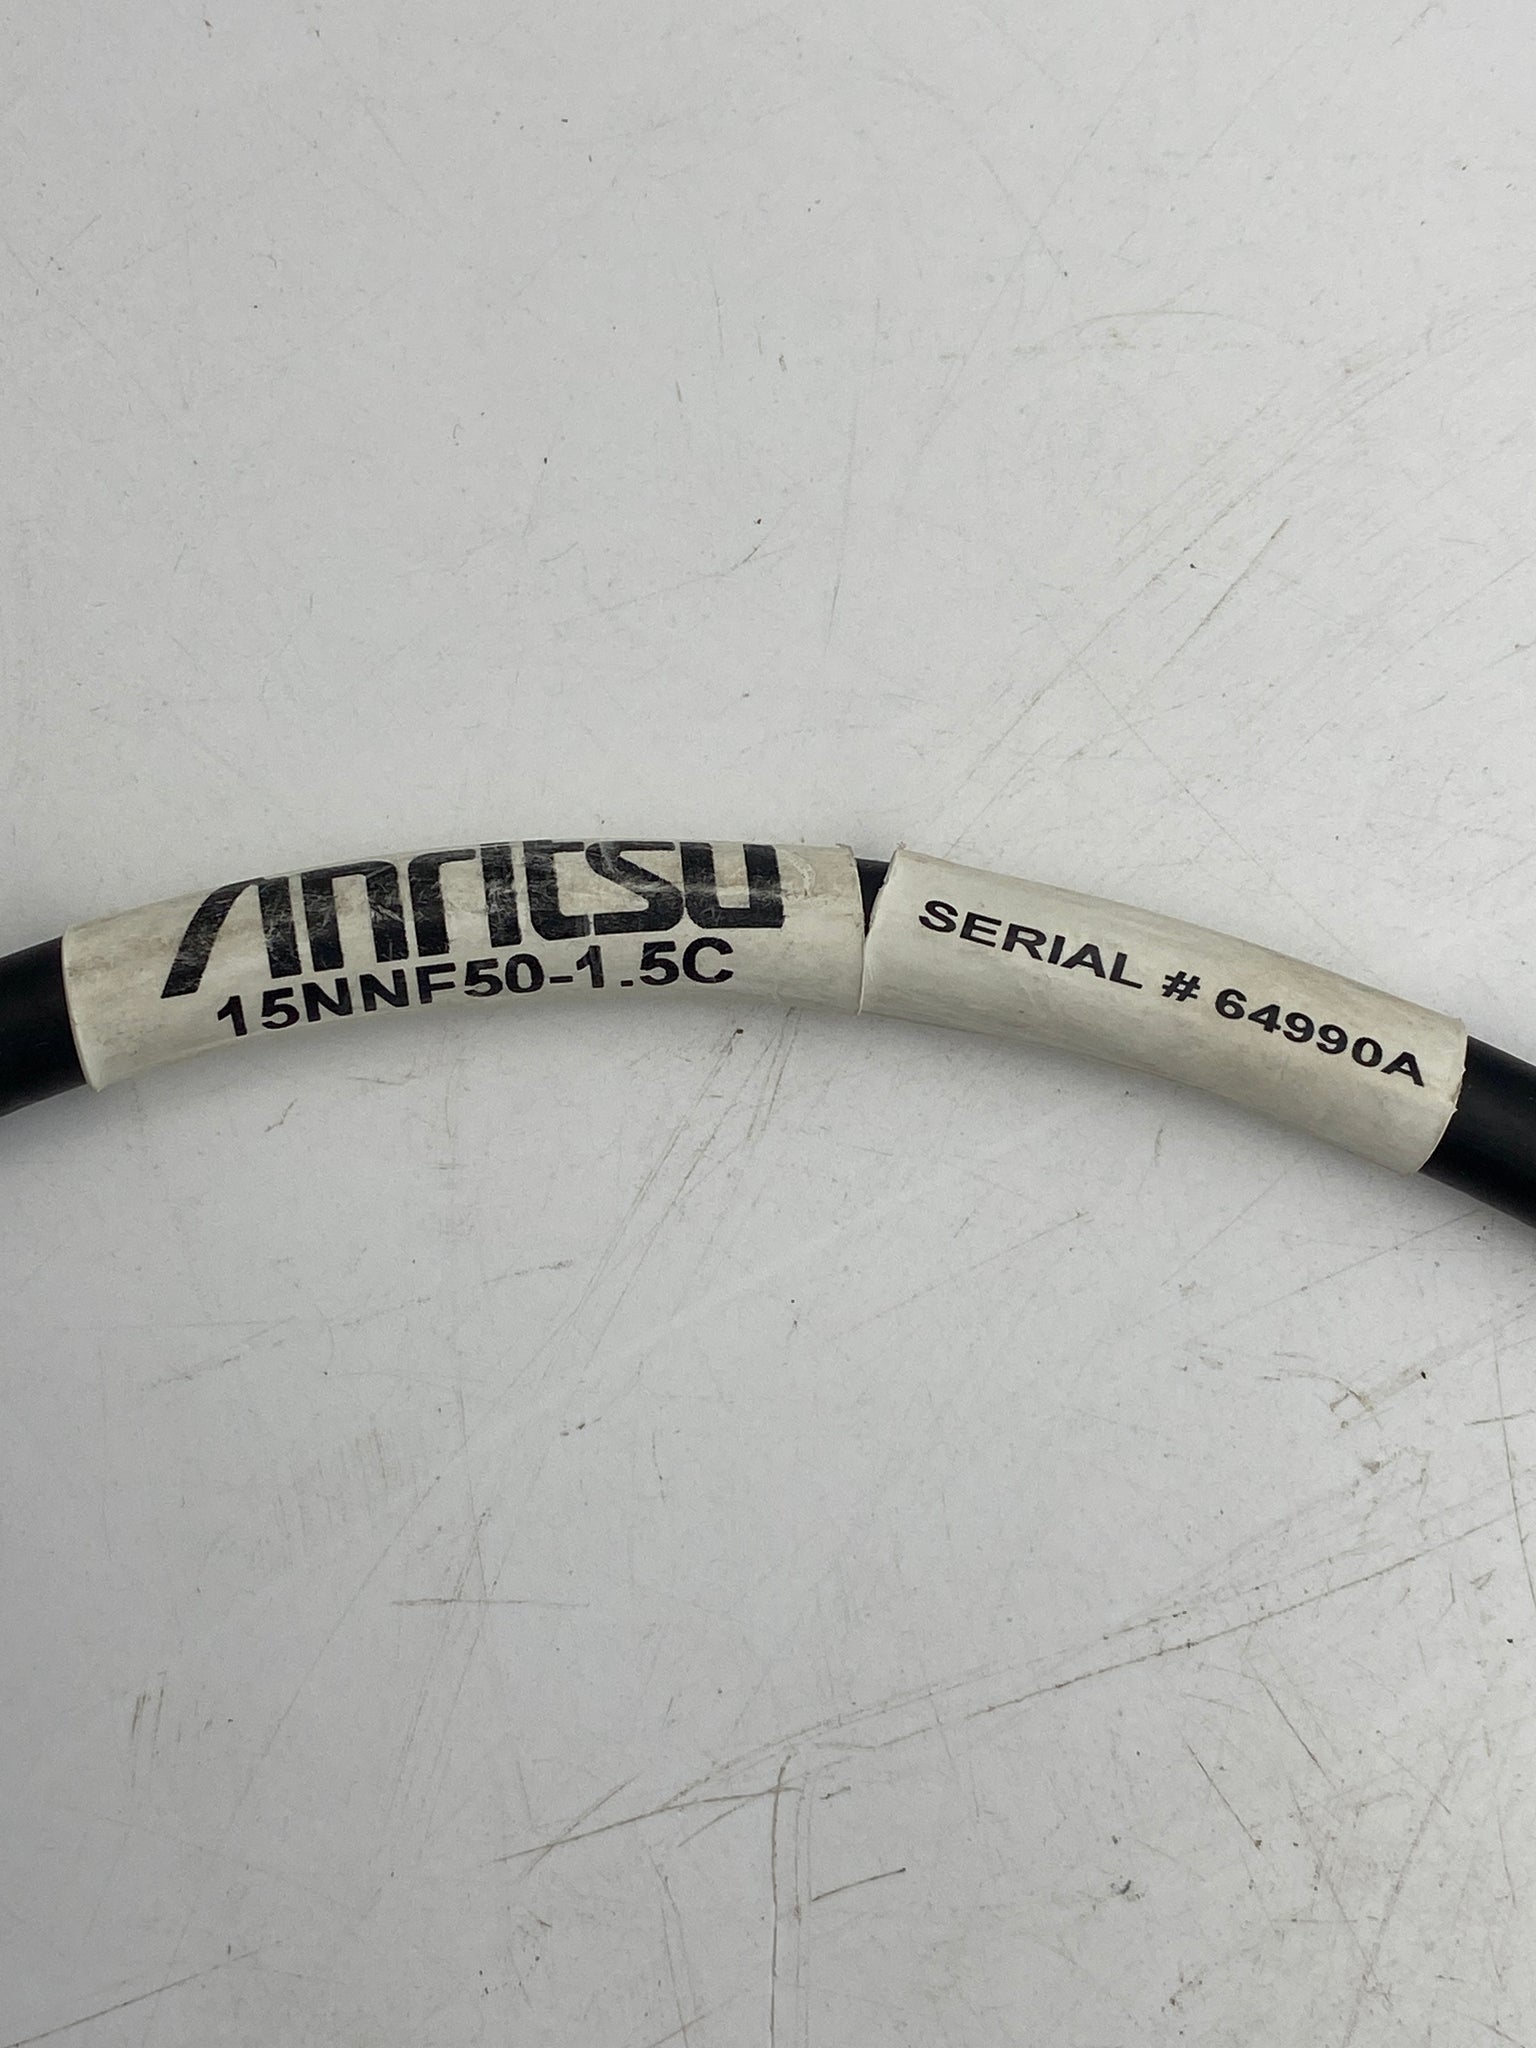 Anritsu
15NNF50-1.5C
SERIAL # 64990A